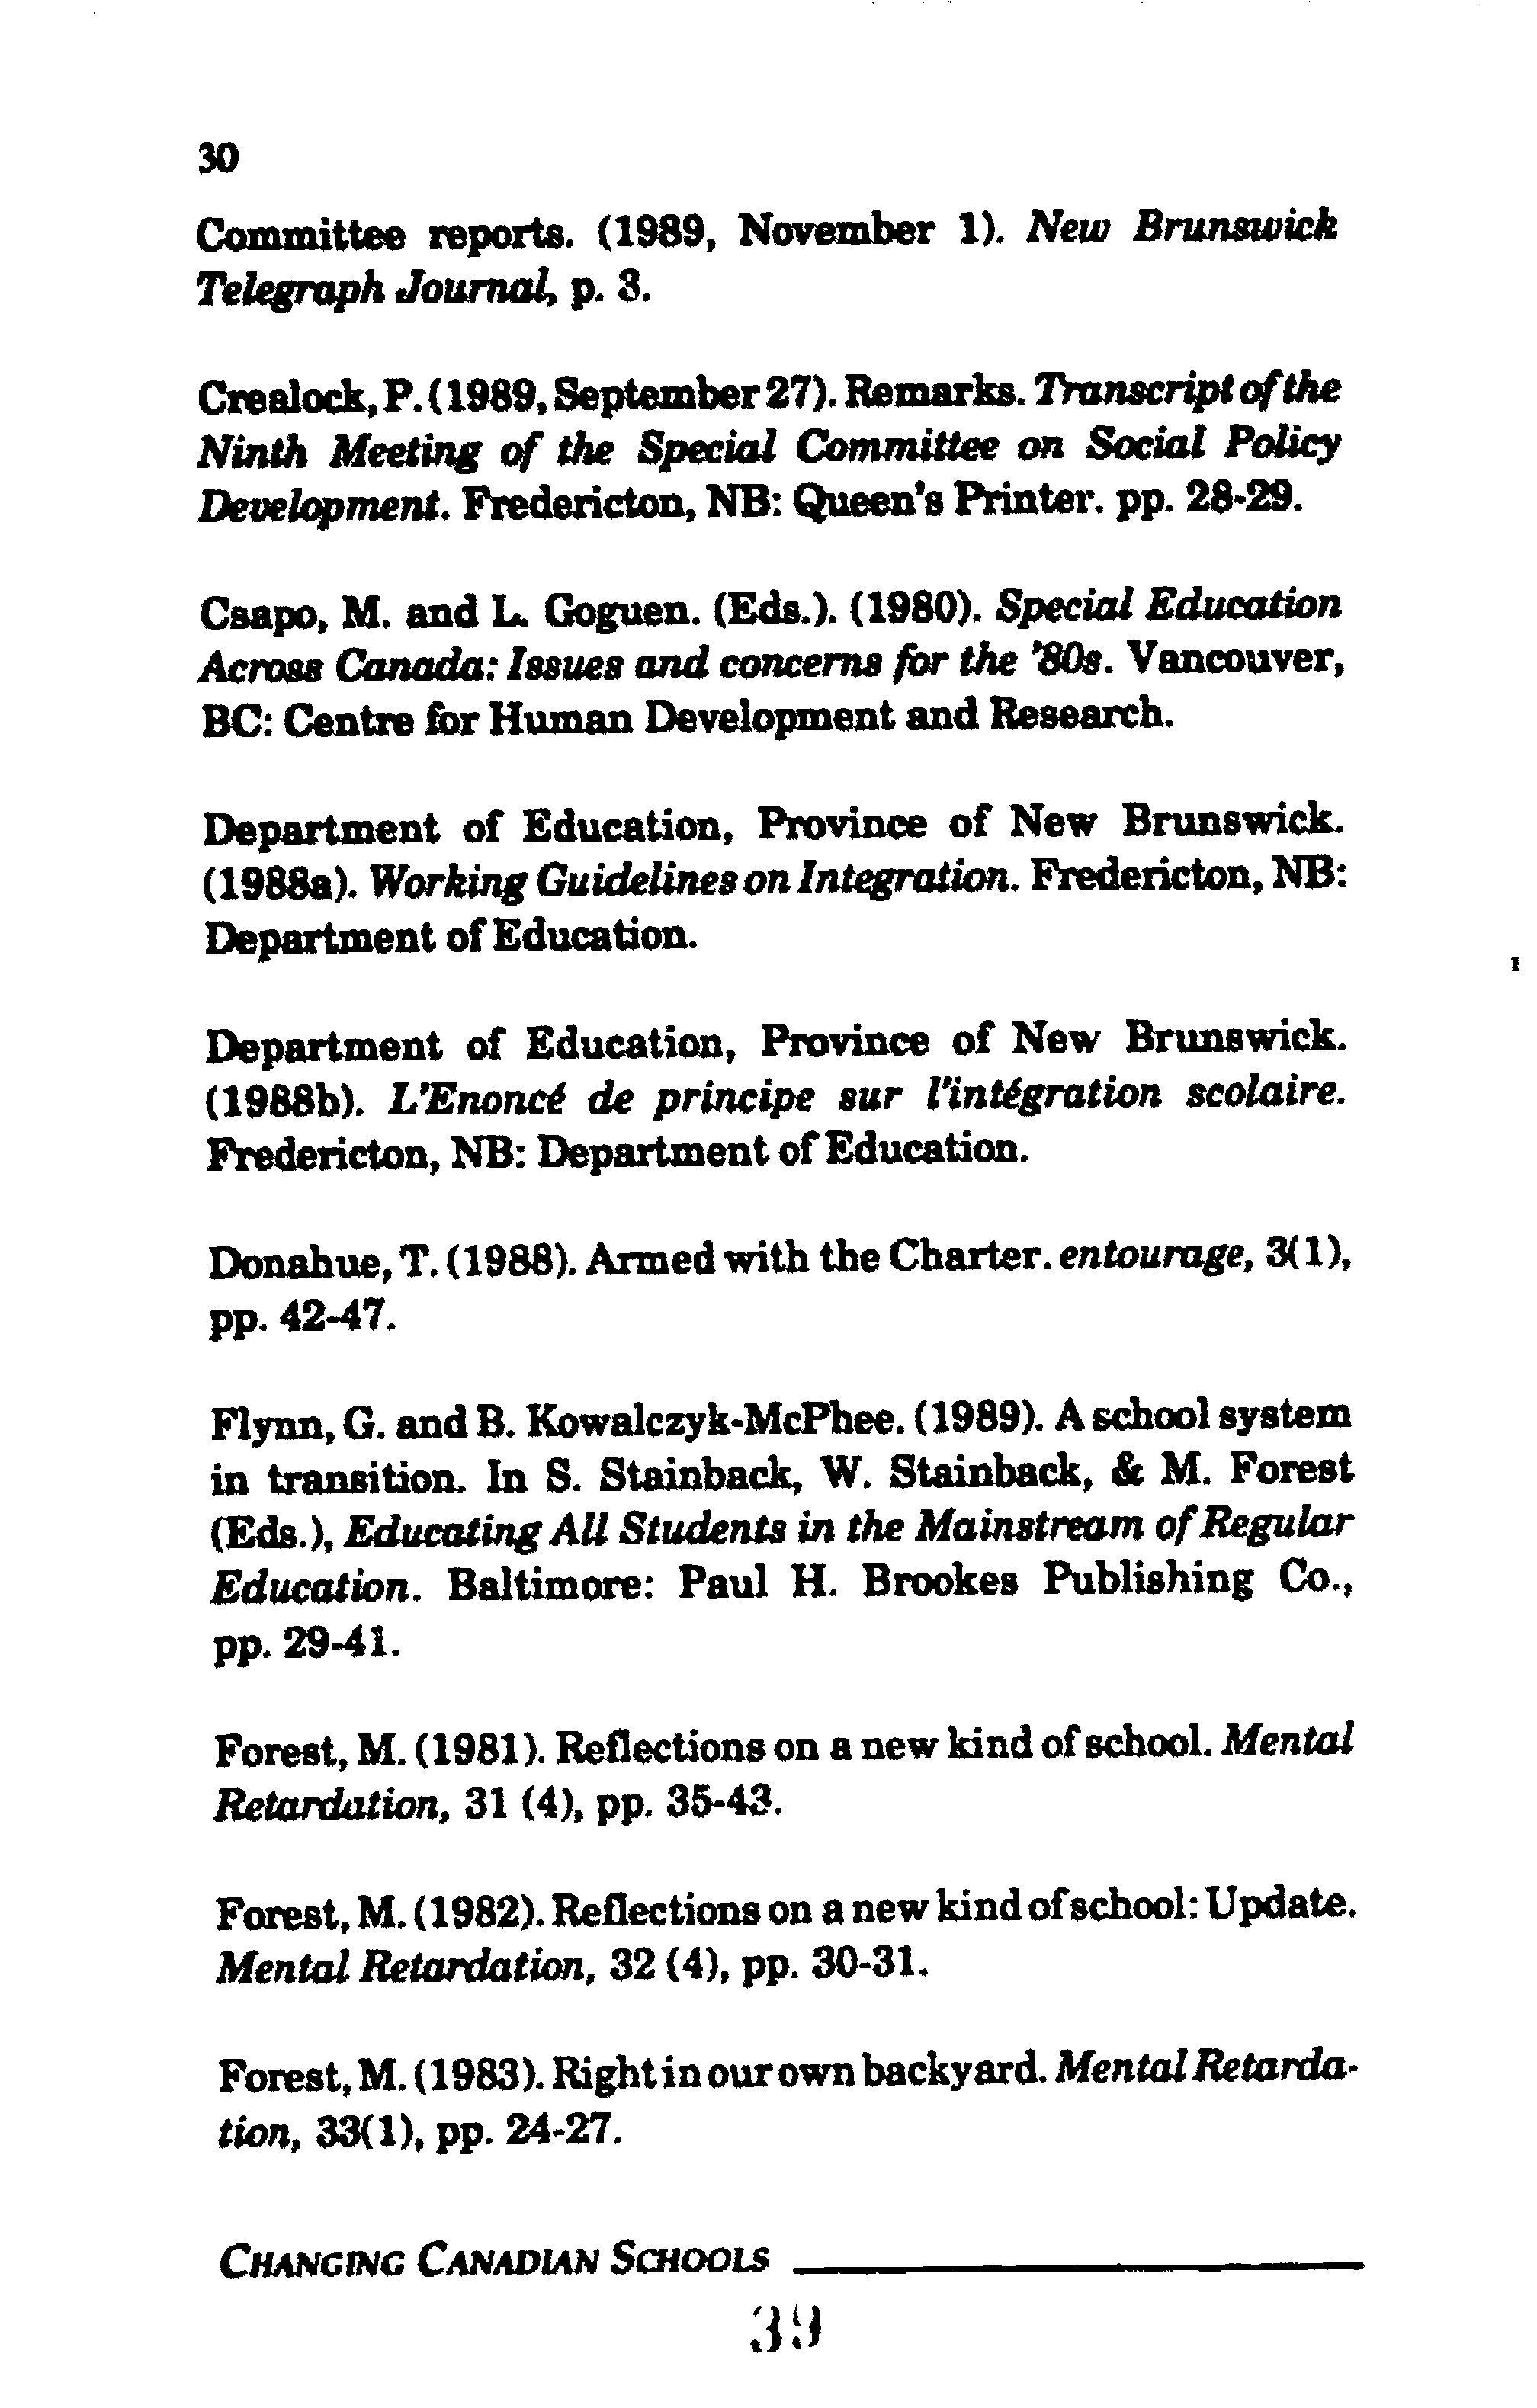 30
Committee reports. (1989, November 1). New Brunswick
Telegraph Journal, p. 3.
Crealock, P. (1989, September 27). Remarks. Transcript of the
Ninth Meeting of the Special Committee on Social Policy
Development. Fredericton, NB: Queen's Printer. pp. 28-29.
Csapo, M. and L. Goguen. (Eds.). (1980). Special Education
Across Canada: Issues and concerns for the '80s. Vancouver,
BC: Centre for Human Development and Research.
Department of Education, Province of New Brunswick.
(1988a). Working Guidelines on Integration. Fredericton, NB:
Department of Education.
Department of Education, Province of New Brunswick.
(1988b). L'Enoncé de principe sur l'intégration scolaire.
Fredericton, NB: Department of Education.
Donahue, T. (1988). Armed with the Charter. entourage, 3(1),
pp. 42-47.
Flynn, G. and B. Kowalczyk-McPhee. (1989). A school system
in transition. In S. Stainback, W. Stainback, & M. Forest
(Eds.), Educating All Students in the Mainstream of Regular
Education. Baltimore: Paul H. Brookes Publishing Co.,
pp. 29-41.
Forest, M. (1981). Reflections on a new kind of school. Mental
Retardation, 31 (4), pp. 35-43.
Forest, M. (1982). Reflections on a new kind of school: Update.
Mental Retardation, 32 (4), pp. 30-31.
Forest, M. (1983). Right in our own backyard. Mental Retarda-
tion, 33(1), pp. 24-27.
CHANGING CANADIAN SCHOOLS
39